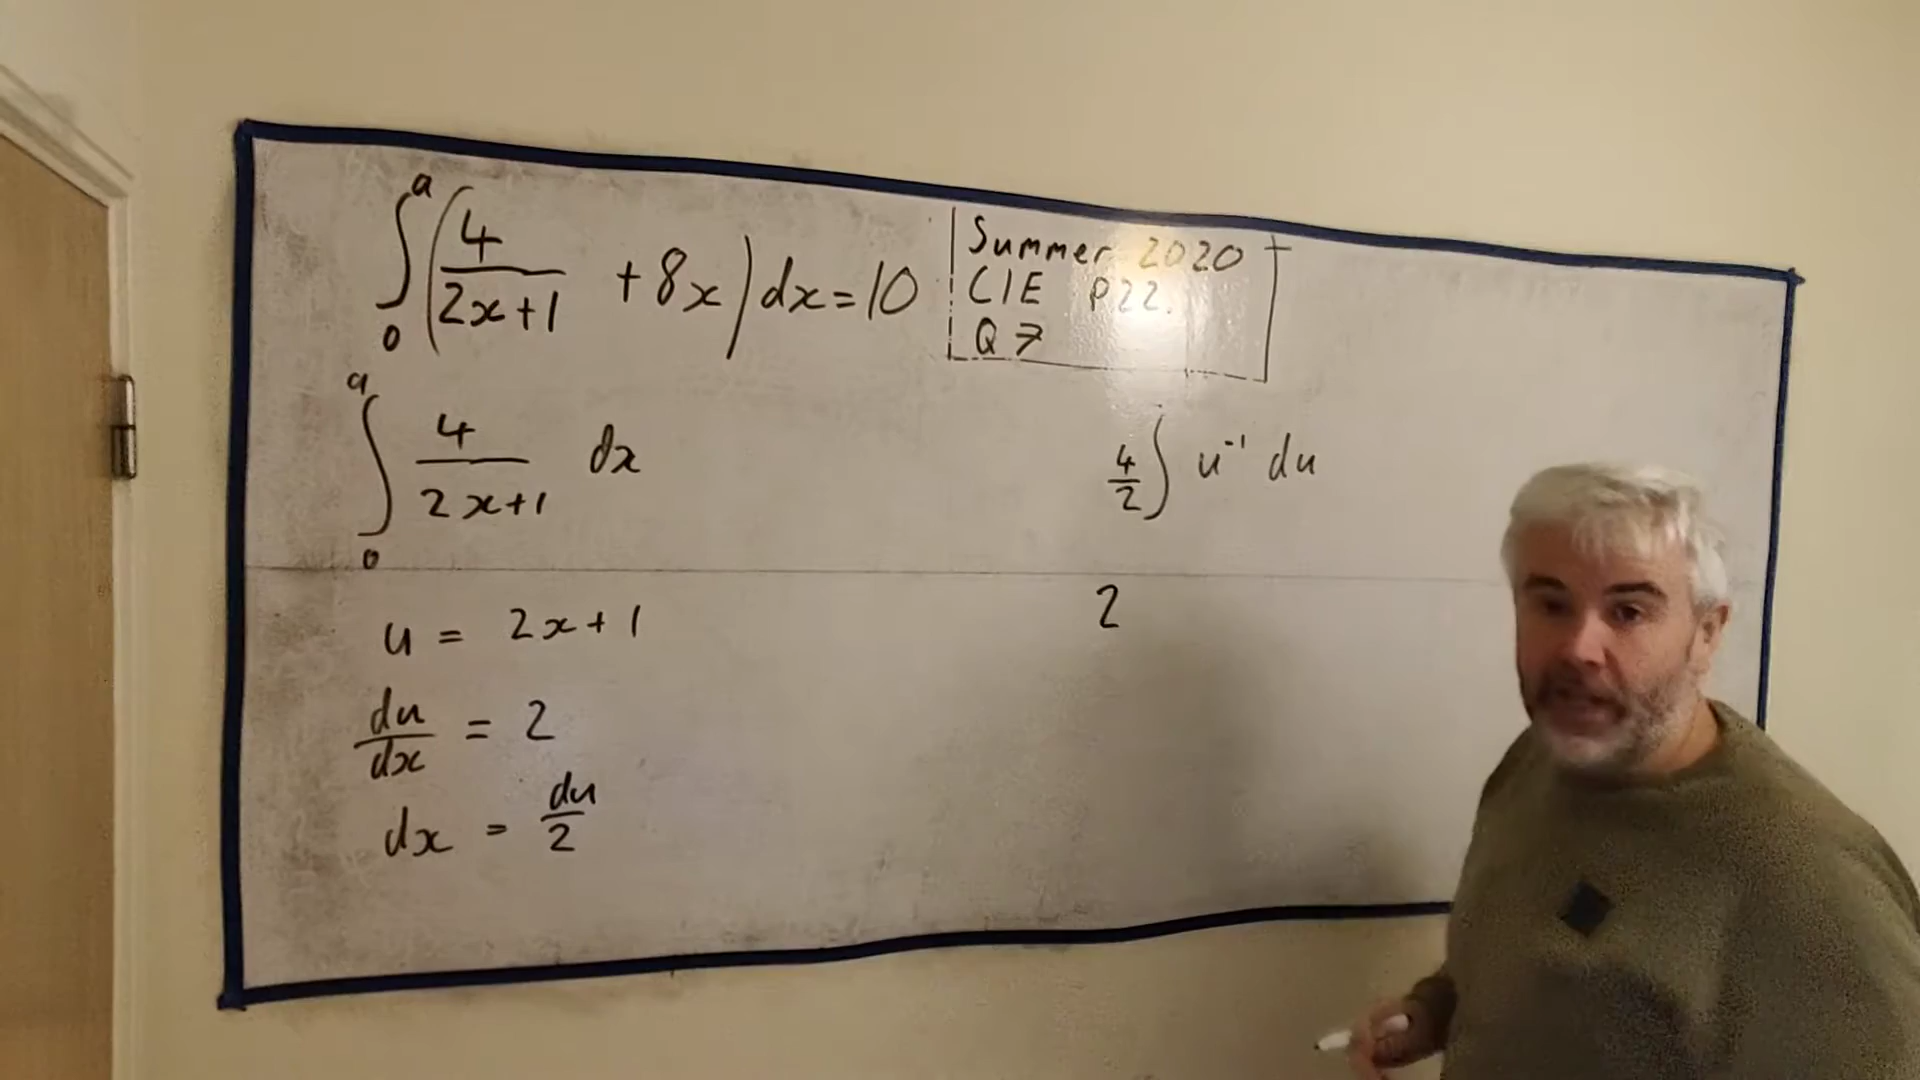 ∫₀ᵃ (4/(2x+1) + 8x) dx = 10
Summer 2020
CIE P22.
Q7
∫₀ᵃ 4/(2x+1) dx
u = 2x+1
du/dx = 2
dx = du/2
4/2 ∫ u⁻¹ du
2